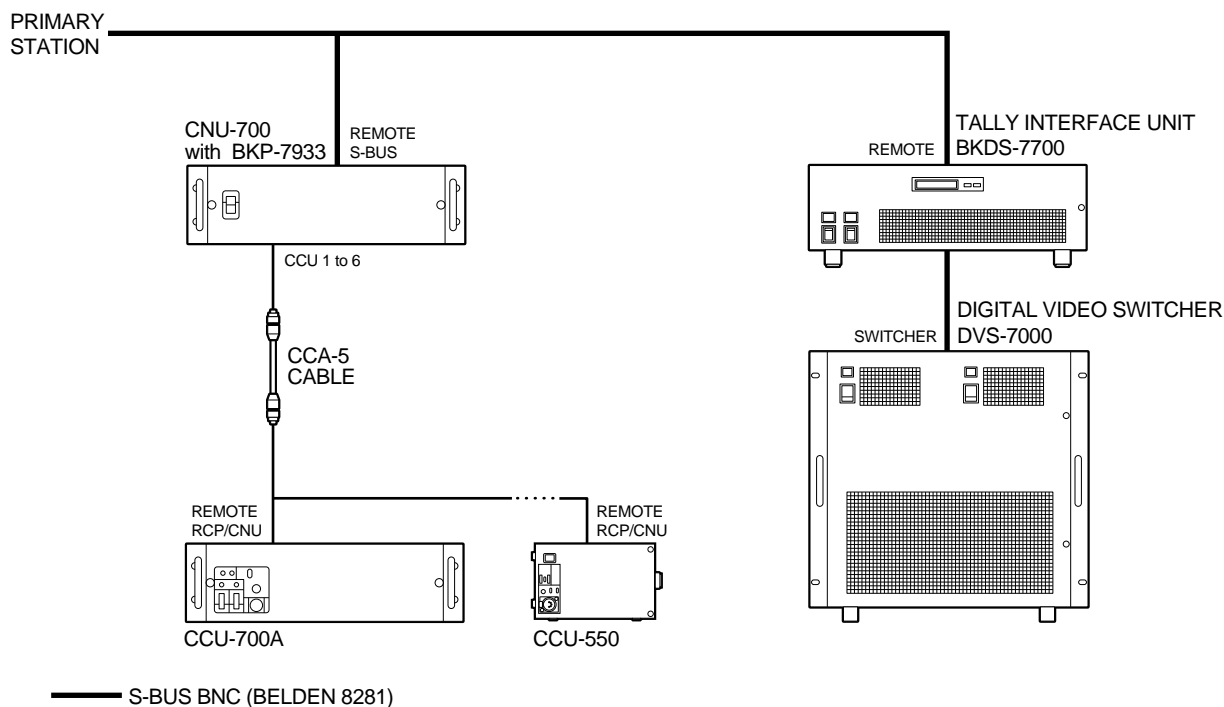 PRIMARY
STATION
CNU-700
with BKP-7933
REMOTE
S-BUS
TALLY INTERFACE UNIT
REMOTE
BKDS-7700
CCU 1 to 6
DIGITAL VIDEO SWITCHER
SWITCHER
DVS-7000
CCA-5
CABLE
REMOTE
RCP/CNU
REMOTE
RCP/CNU
CCU-700A
CCU-550
S-BUS BNC (BELDEN 8281)